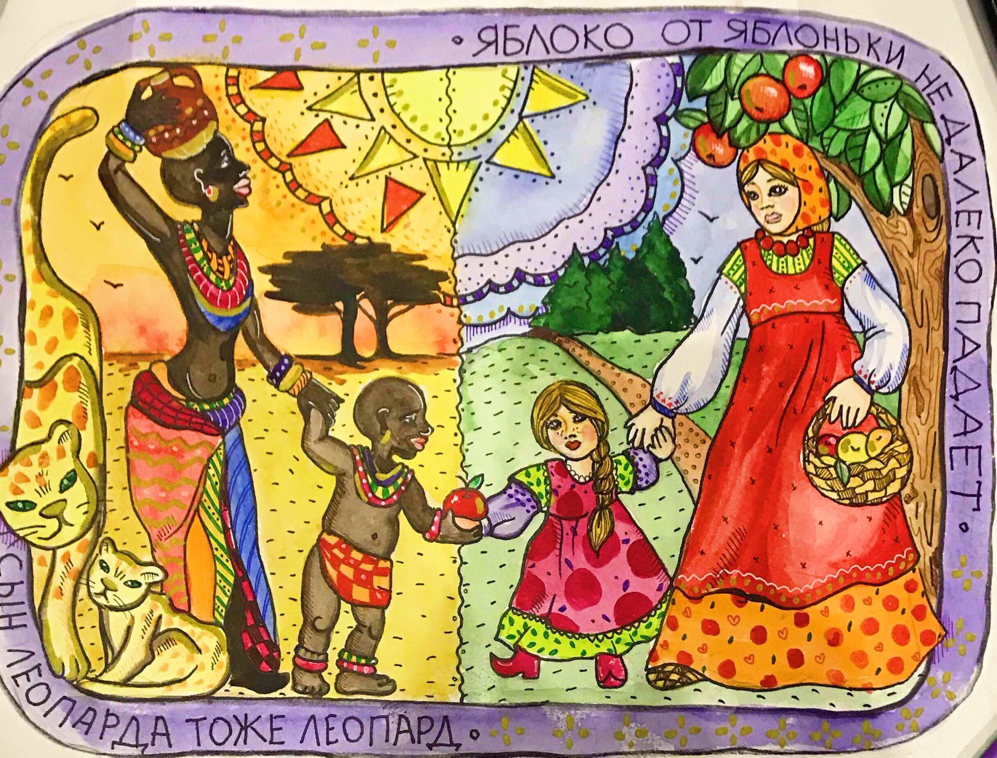 • ЯБЛОКО ОТ ЯБЛОНЬКИ НЕ ДАЛЕКО ПАДАЕТ •
СЫН ЛЕОПАРДА ТОЖЕ ЛЕОПАРД •